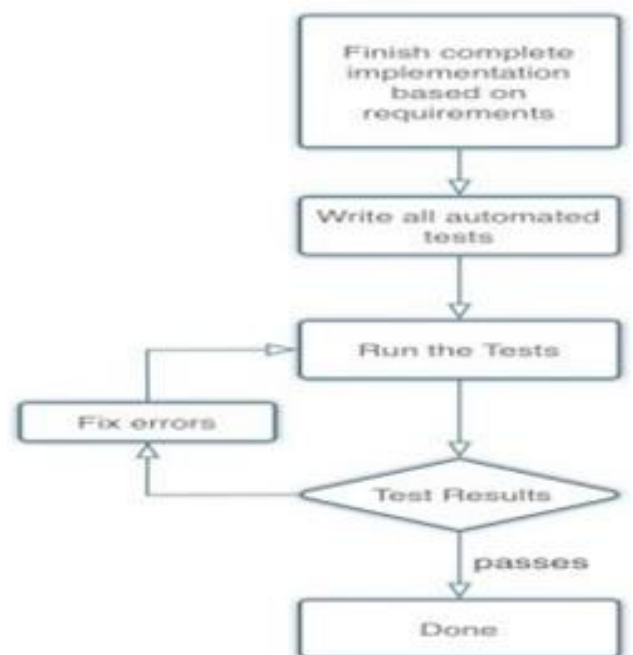 Finish complete
implementation
based on
requirements
Write all automated
tests
Run the Tests
Fix errors
Test Results
passes
Done